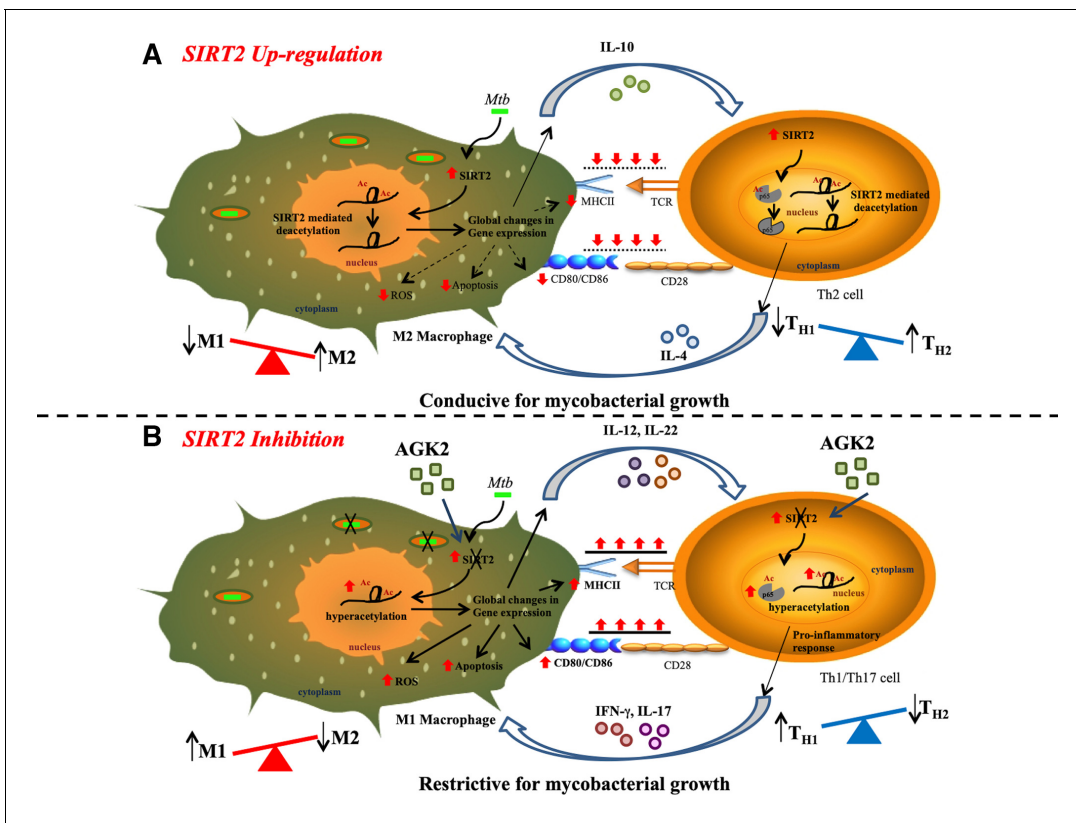 A
SIRT2 Up-regulation
IL-10
Mtb
SIRT2
SIRT2
Ac
Ac
SIRT2 mediated
deacetylation
nucleus
Global changes in
Gene expression
MHCII
TCR
Ac
p65
p65
nucleus
Ac
Ac
SIRT2 mediated
deacetylation
cytoplasm
ROS
Apoptosis
CD80/CD86
CD28
cytoplasm
Th2 cell
M2 Macrophage
↓M1
↑M2
IL-4
↓TH1
↑TH2
Conducive for mycobacterial growth
B
SIRT2 Inhibition
IL-12, IL-22
AGK2
AGK2
Mtb
SIRT2
SIRT2
Ac
Ac
hyperacetylation
nucleus
Global changes in
Gene expression
MHCII
TCR
cytoplasm
Ac
p65
Ac
Ac
nucleus
hyperacetylation
Pro-inflammatory
response
ROS
Apoptosis
CD80/CD86
CD28
cytoplasm
Th1/Th17 cell
M1 Macrophage
↑M1
↓M2
IFN-γ, IL-17
↑TH1
↓TH2
Restrictive for mycobacterial growth